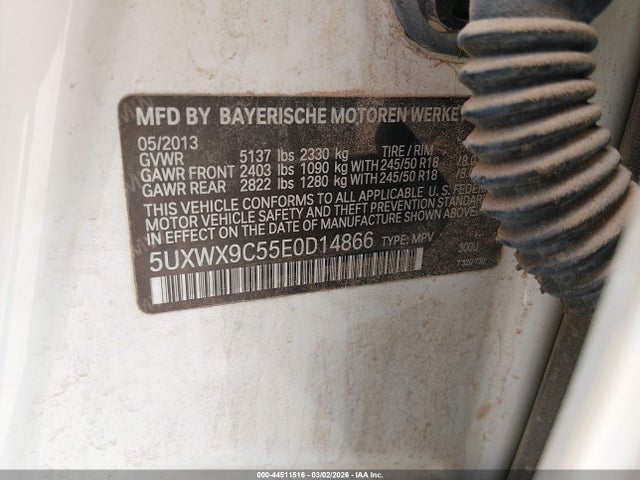 MFD BY BAYERISCHE MOTOREN WERKE
05/2013
GVWR 5137 lbs 2330 kg TIRE / RIM
GAWR FRONT 2403 lbs 1090 kg WITH 245/50 R18
GAWR REAR 2822 lbs 1280 kg WITH 245/50 R18
THIS VEHICLE CONFORMS TO ALL APPLICABLE U.S. FEDER
MOTOR VEHICLE SAFETY AND THEFT PREVENTION STANDAR
IN EFFECT ON THE DATE OF MANUFACTURE SHOWN ABOVE.
5UXWX9C55E0D14866 TYPE: MPV
300U
7320730
000-44511516 - 03/02/2026 - IAA Inc.